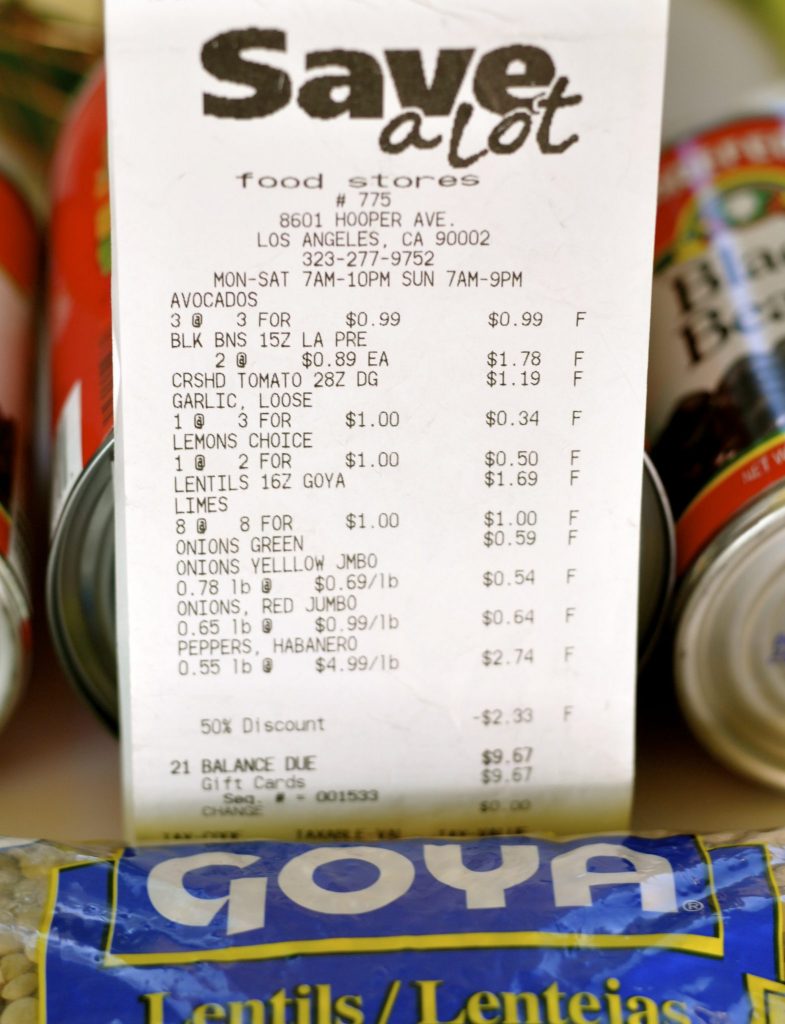 Save
a lot
food stores
# 775
8601 HOOPER AVE.
LOS ANGELES, CA 90002
323-277-9752
MON-SAT 7AM-10PM SUN 7AM-9PM
AVOCADOS
3 @ 3 FOR $0.99 $0.99 F
BLK BNS 15Z LA PRE
2 @ $0.89 EA $1.78 F
CRSHD TOMATO 28Z DG $1.19 F
GARLIC, LOOSE
1 @ 3 FOR $1.00 $0.34 F
LEMONS CHOICE
1 @ 2 FOR $1.00 $0.50 F
LENTILS 16Z GOYA $1.69 F
LIMES
8 @ 8 FOR $1.00 $1.00 F
ONIONS GREEN $0.59 F
ONIONS YELLLOW JMBO
0.78 lb @ $0.69/lb $0.54 F
ONIONS, RED JUMBO
0.65 lb @ $0.99/lb $0.64 F
PEPPERS, HABANERO
0.55 lb @ $4.99/lb $2.74 F
50% Discount -$2.33 F
21 BALANCE DUE $9.67
Gift Cards $9.67
Seq. # - 001533
CHANGE $0.00
TAX-CODE TAXABLE-VAL TAX-VALUE
GOYA®
Lentils / Lentejas
NET W